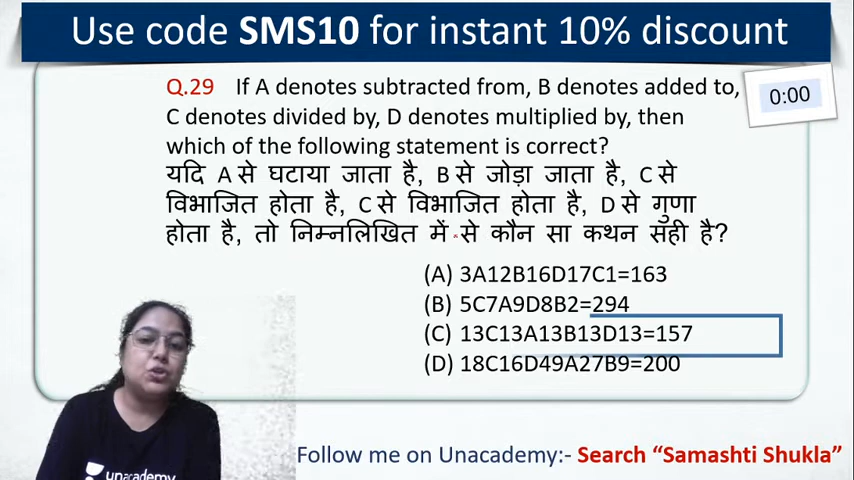 Use code SMS10 for instant 10% discount
Q.29 If A denotes subtracted from, B denotes added to,
0:00
C denotes divided by, D denotes multiplied by, then
which of the following statement is correct?
यदि A से घटाया जाता है, B से जोड़ा जाता है, C से
विभाजित होता है, C से विभाजित होता है, D से गुणा
होता है, तो निम्नलिखित में से कौन सा कथन सही है?
(A) 3A12B16D17C1=163
(B) 5C7A9D8B2=294
(C) 13C13A13B13D13=157
(D) 18C16D49A27B9=200
unacademy
Follow me on Unacademy:- Search “Samashti Shukla”